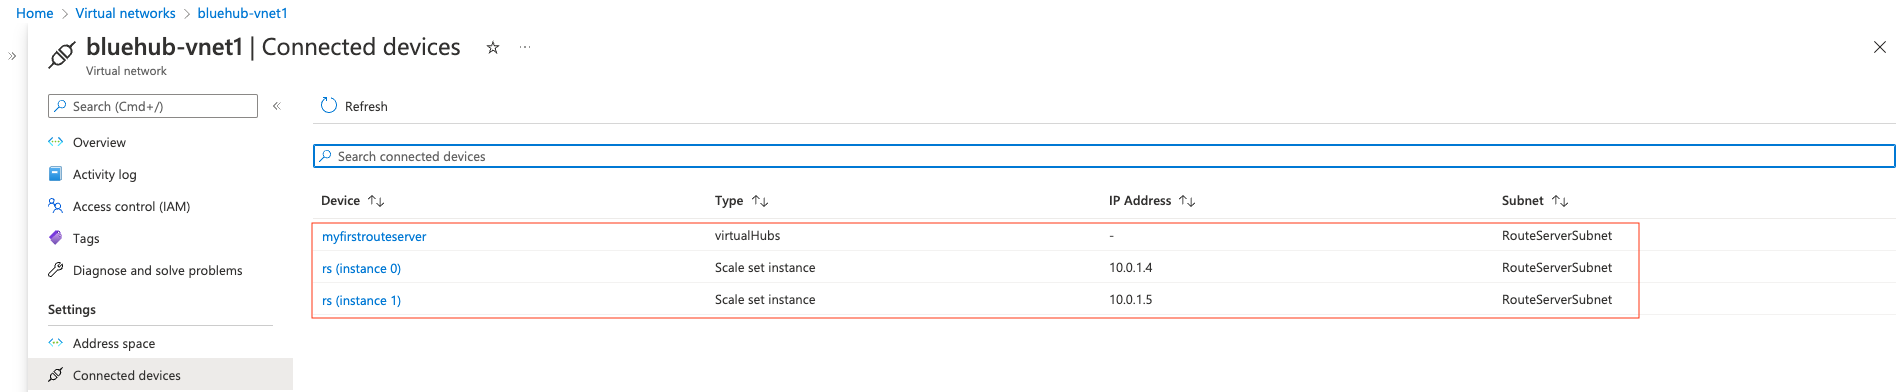 Home > Virtual networks > bluehub-vnet1
bluehub-vnet1 | Connected devices
Virtual network
Search (Cmd+/)
Refresh
Overview
Activity log
Access control (IAM)
Tags
Diagnose and solve problems
Settings
Address space
Connected devices
Search connected devices
Device Type IP Address Subnet
myfirstrouteserver virtualHubs - RouteServerSubnet
rs (instance 0) Scale set instance 10.0.1.4 RouteServerSubnet
rs (instance 1) Scale set instance 10.0.1.5 RouteServerSubnet